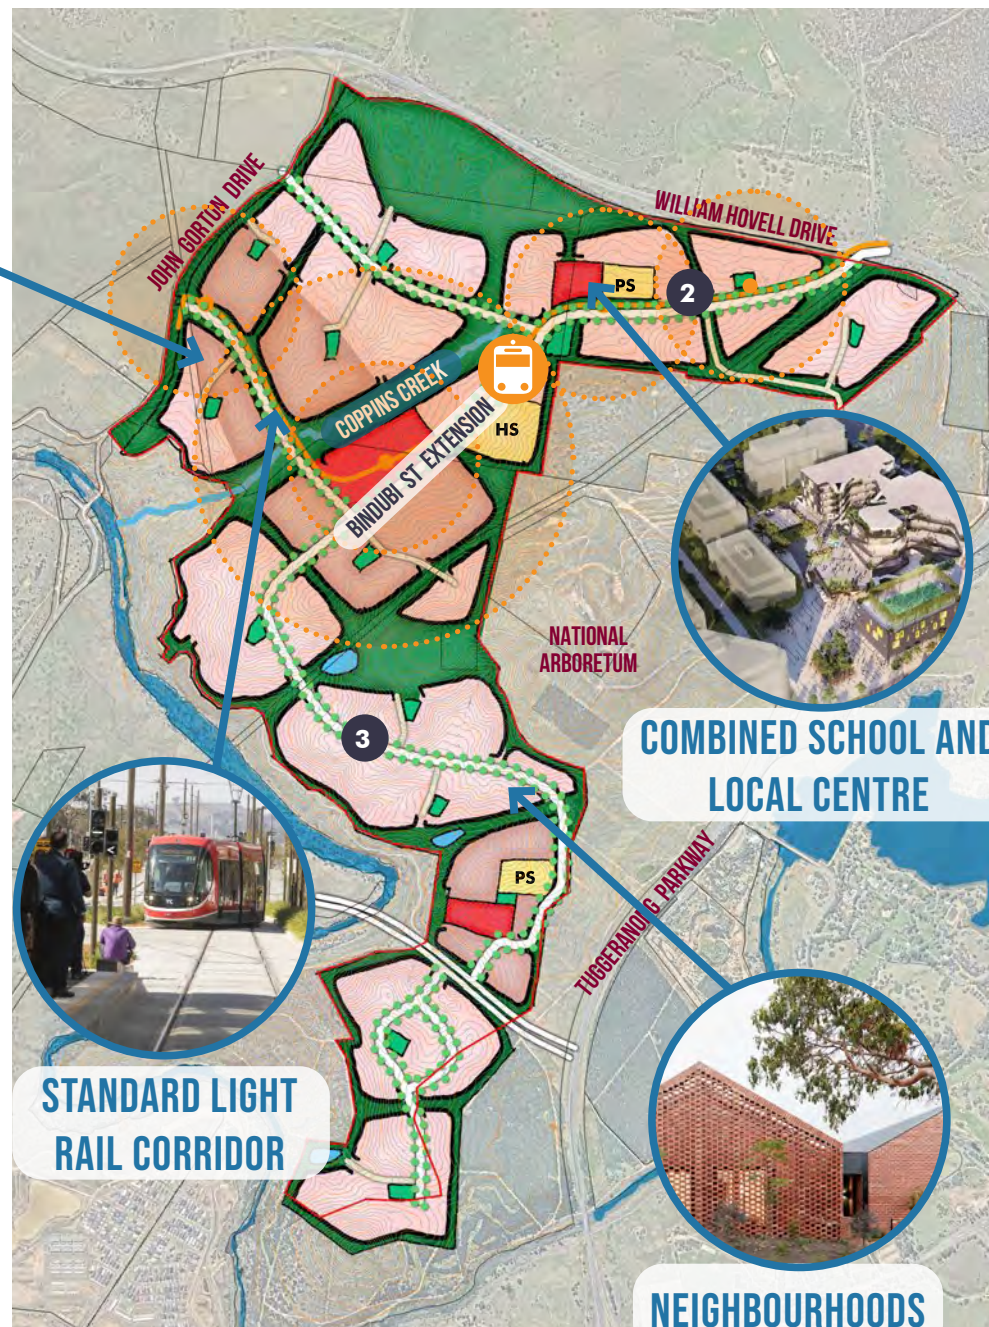 JOHN GORTON DRIVE
WILLIAM HOVELL DRIVE
PS
2
COPPINS CREEK
BINDUBI ST EXTENSION
HS
NATIONAL
ARBORETUM
COMBINED SCHOOL AND
LOCAL CENTRE
3
TUGGERANONG PARKWAY
PS
STANDARD LIGHT
RAIL CORRIDOR
NEIGHBOURHOODS